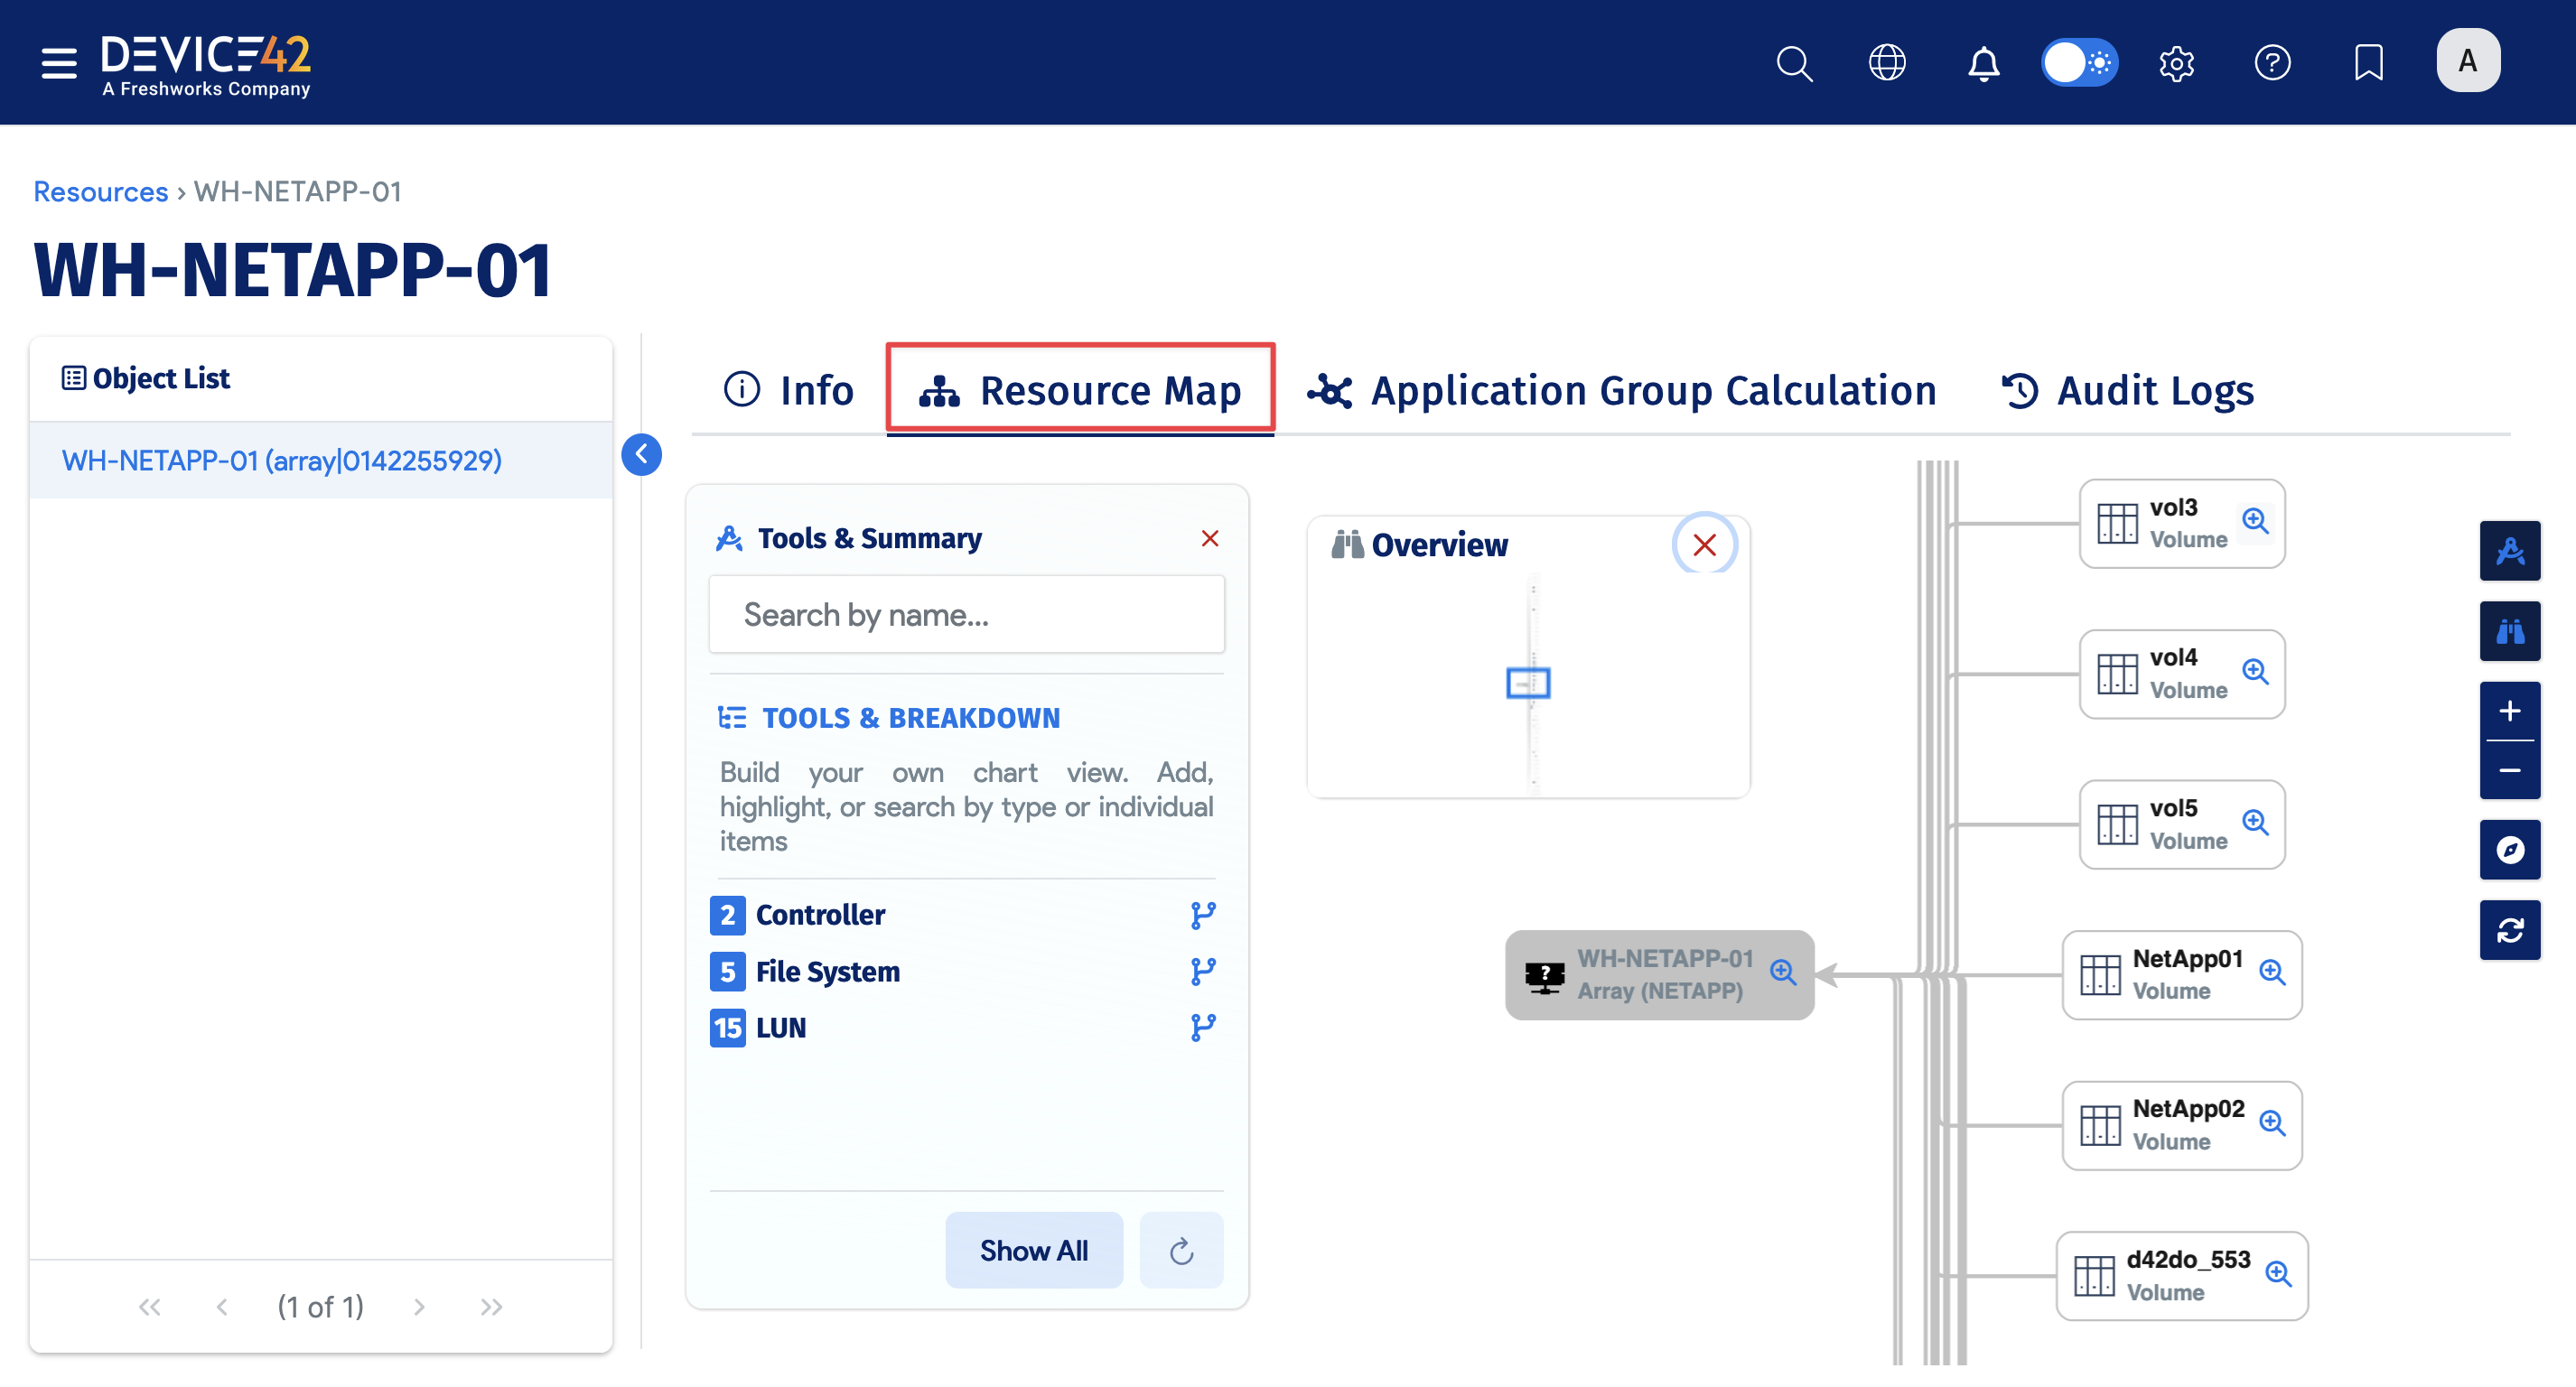 DEVICE42
A Freshworks Company
A
Resources › WH-NETAPP-01
WH-NETAPP-01
Object List
WH-NETAPP-01 (array|0142255929)
(1 of 1)
Info
Resource Map
Application Group Calculation
Audit Logs
Tools & Summary
Search by name...
TOOLS & BREAKDOWN
Build your own chart view. Add,
highlight, or search by type or individual
items
2 Controller
5 File System
15 LUN
Show All
Overview
WH-NETAPP-01
Array (NETAPP)
vol3
Volume
vol4
Volume
vol5
Volume
NetApp01
Volume
NetApp02
Volume
d42do_553
Volume